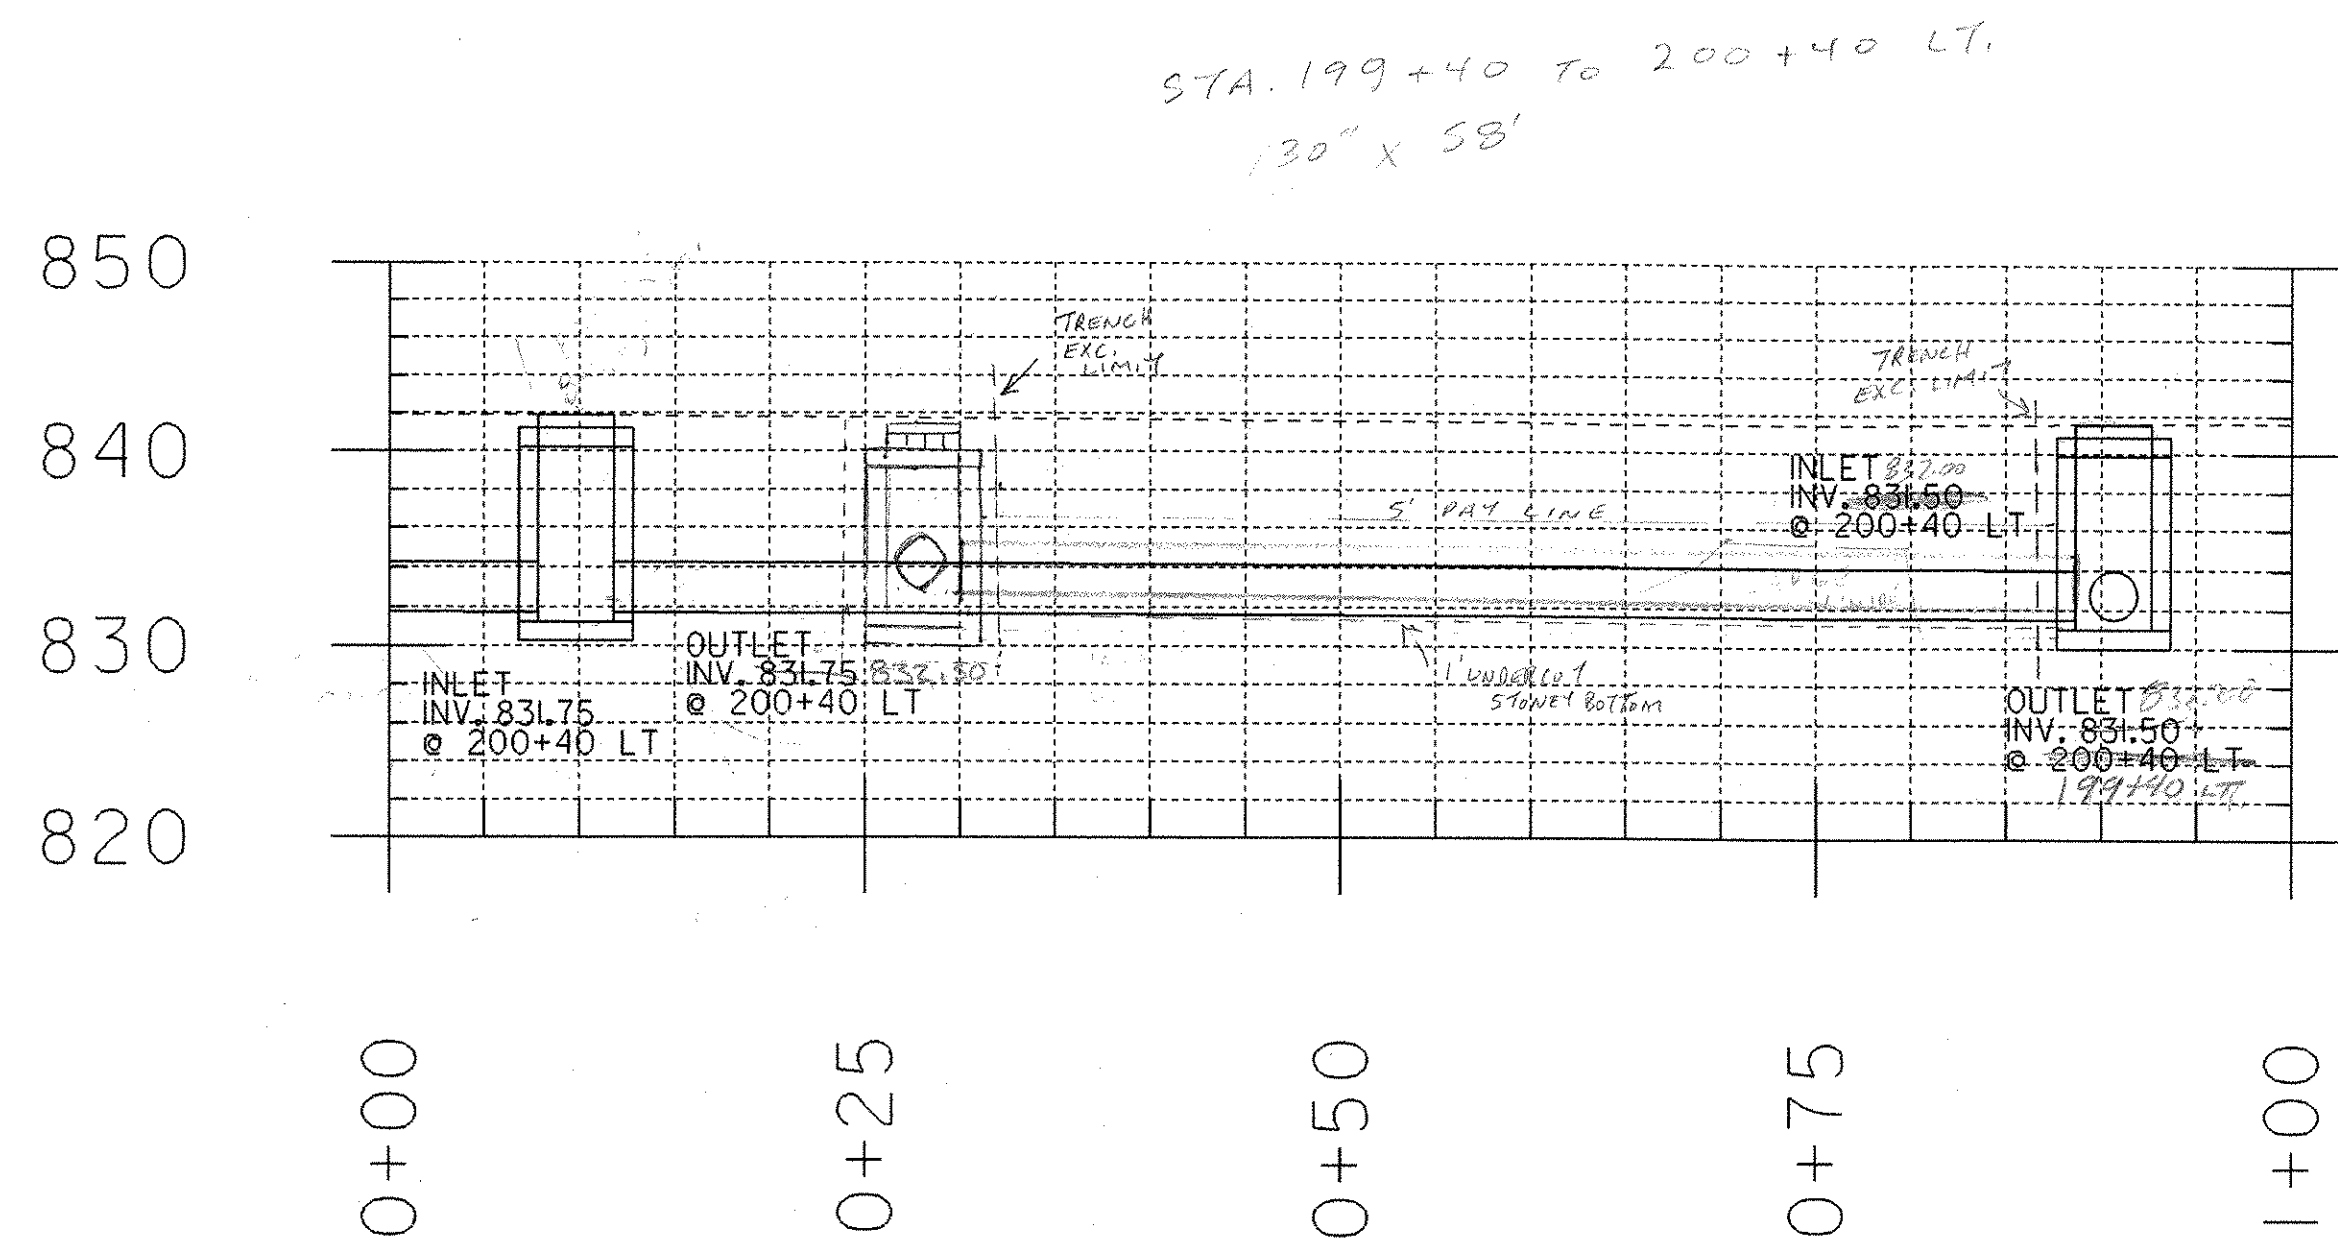 STA. 199+40 TO 200+40 LT.
30" X 58'
850
840
830
820
TRENCH
EXC.
LIMIT
TRENCH
EXC. LIMIT
INLET 832.00
INV. 831.50
@ 200+40 LT
5' PAY LINE
OUTLET
INV. 831.75 832.50
@ 200+40 LT
INLET
INV. 831.75
@ 200+40 LT
1' UNDERCUT
STONEY BOTTOM
OUTLET 832.00
INV. 831.50
@ 200+40 LT
199+40 LT.
0+00
0+25
0+50
0+75
1+00